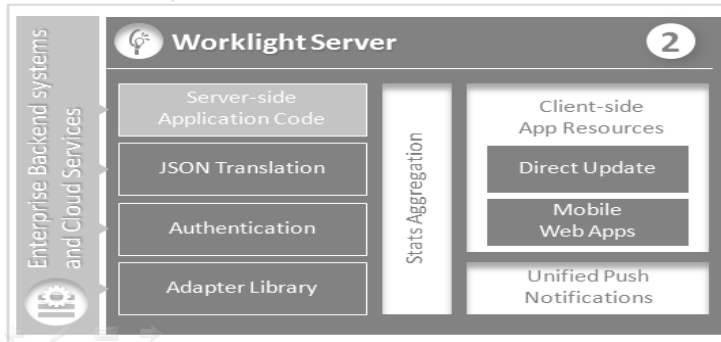 Enterprise Backend systems
and Cloud Services
Worklight Server
2
Server-side
Application Code
JSON Translation
Authentication
Adapter Library
Stats Aggregation
Client-side
App Resources
Direct Update
Mobile
Web Apps
Unified Push
Notifications